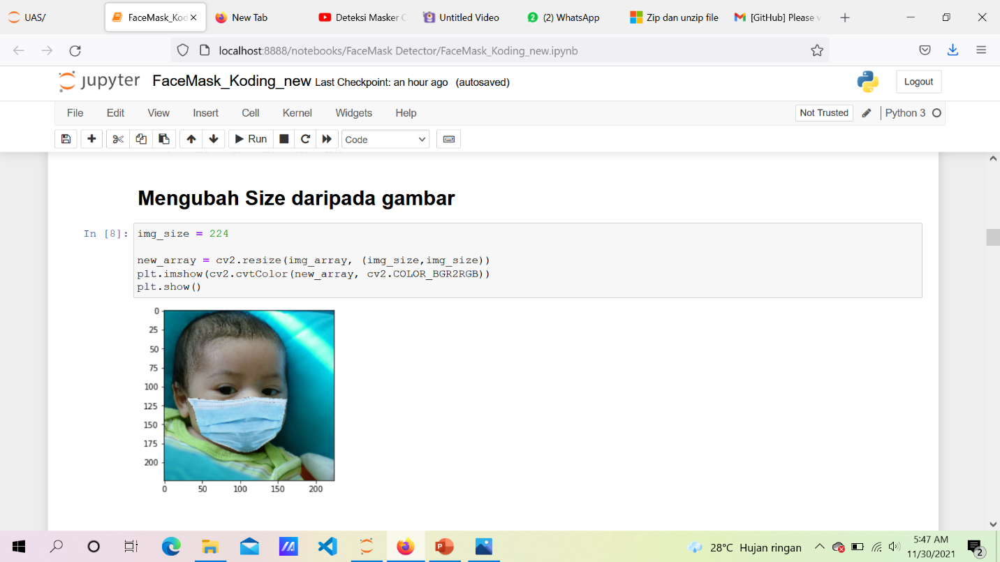 UAS/
FaceMask_Kod
New Tab
Deteksi Masker C
Untitled Video
(2) WhatsApp
Zip dan unzip file
[GitHub] Please v
localhost:8888/notebooks/FaceMask Detector/FaceMask_Koding_new.ipynb
jupyter FaceMask_Koding_new Last Checkpoint: an hour ago (autosaved)
Logout
File Edit View Insert Cell Kernel Widgets Help
Not Trusted
Python 3
Run
Code
Mengubah Size daripada gambar
In [8]:
img_size = 224
new_array = cv2.resize(img_array, (img_size,img_size))
plt.imshow(cv2.cvtColor(new_array, cv2.COLOR_BGR2RGB))
plt.show()
0
25
50
75
100
125
150
175
200
0 50 100 150 200
28°C Hujan ringan
5:47 AM
11/30/2021
2